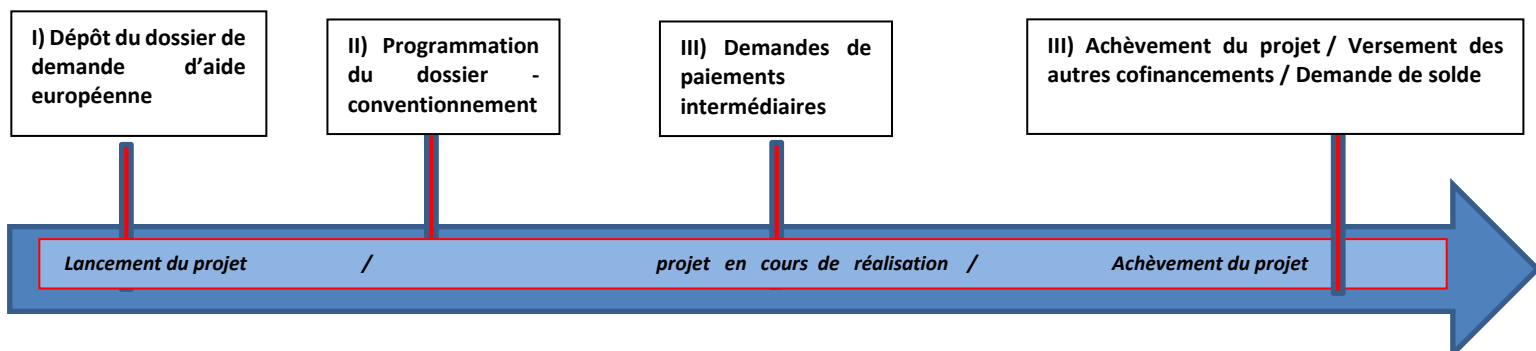 I) Dépôt du dossier de
demande d'aide
européenne
II) Programmation
du dossier -
conventionnement
III) Demandes de
paiements
intermédiaires
III) Achèvement du projet / Versement des
autres cofinancements / Demande de solde
Lancement du projet / projet en cours de réalisation / Achèvement du projet